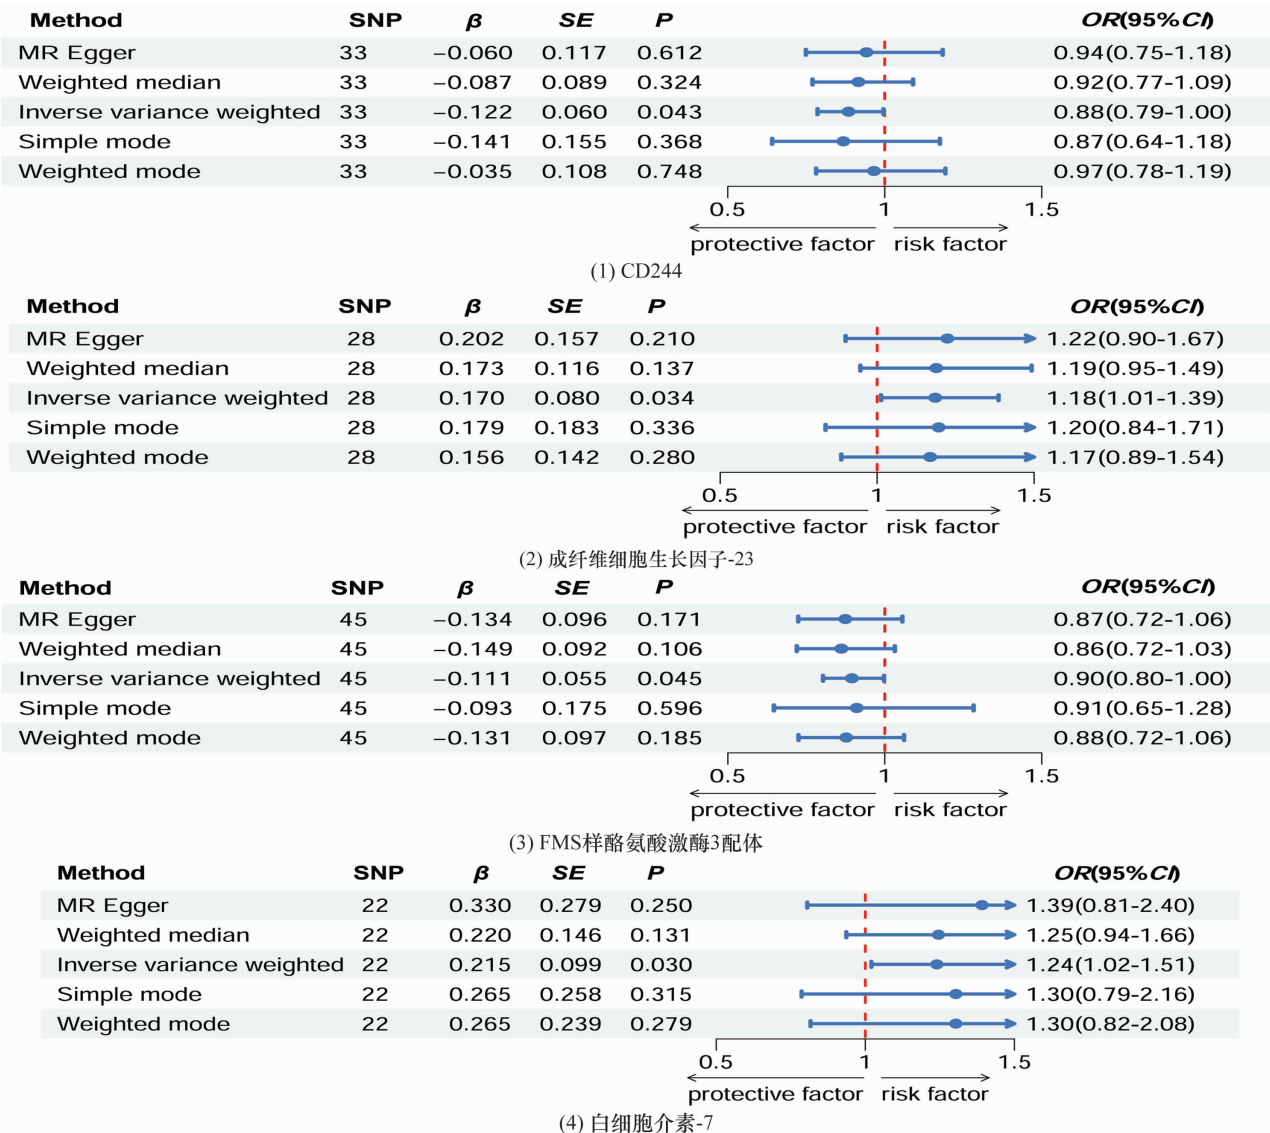 Method SNP β SE P OR(95%CI)
MR Egger 33 −0.060 0.117 0.612 0.94(0.75-1.18)
Weighted median 33 −0.087 0.089 0.324 0.92(0.77-1.09)
Inverse variance weighted 33 −0.122 0.060 0.043 0.88(0.79-1.00)
Simple mode 33 −0.141 0.155 0.368 0.87(0.64-1.18)
Weighted mode 33 −0.035 0.108 0.748 0.97(0.78-1.19)
0.5 1 1.5
protective factor risk factor
(1) CD244
Method SNP β SE P OR(95%CI)
MR Egger 28 0.202 0.157 0.210 1.22(0.90-1.67)
Weighted median 28 0.173 0.116 0.137 1.19(0.95-1.49)
Inverse variance weighted 28 0.170 0.080 0.034 1.18(1.01-1.39)
Simple mode 28 0.179 0.183 0.336 1.20(0.84-1.71)
Weighted mode 28 0.156 0.142 0.280 1.17(0.89-1.54)
0.5 1 1.5
protective factor risk factor
(2) 成纤维细胞生长因子-23
Method SNP β SE P OR(95%CI)
MR Egger 45 −0.134 0.096 0.171 0.87(0.72-1.06)
Weighted median 45 −0.149 0.092 0.106 0.86(0.72-1.03)
Inverse variance weighted 45 −0.111 0.055 0.045 0.90(0.80-1.00)
Simple mode 45 −0.093 0.175 0.596 0.91(0.65-1.28)
Weighted mode 45 −0.131 0.097 0.185 0.88(0.72-1.06)
0.5 1 1.5
protective factor risk factor
(3) FMS样酪氨酸激酶3配体
Method SNP β SE P OR(95%CI)
MR Egger 22 0.330 0.279 0.250 1.39(0.81-2.40)
Weighted median 22 0.220 0.146 0.131 1.25(0.94-1.66)
Inverse variance weighted 22 0.215 0.099 0.030 1.24(1.02-1.51)
Simple mode 22 0.265 0.258 0.315 1.30(0.79-2.16)
Weighted mode 22 0.265 0.239 0.279 1.30(0.82-2.08)
0.5 1 1.5
protective factor risk factor
(4) 白细胞介素-7